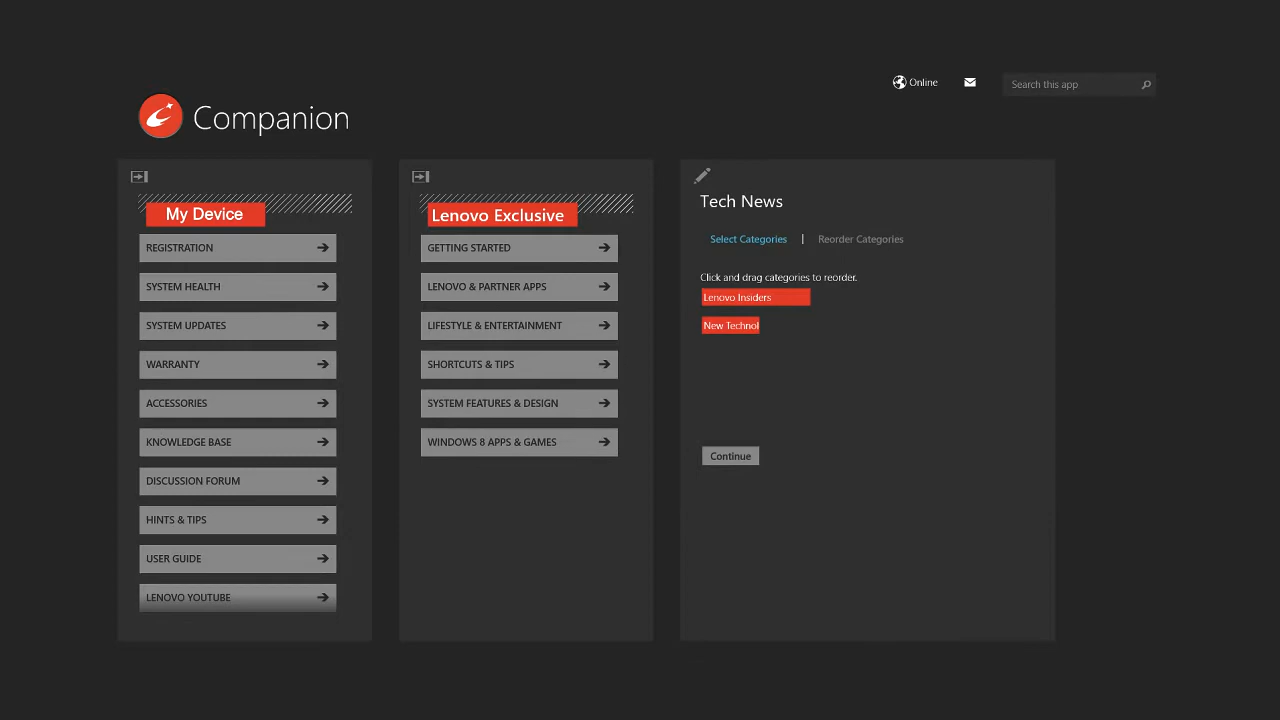 Online
Search this app
Companion
My Device
REGISTRATION
SYSTEM HEALTH
SYSTEM UPDATES
WARRANTY
ACCESSORIES
KNOWLEDGE BASE
DISCUSSION FORUM
HINTS & TIPS
USER GUIDE
LENOVO YOUTUBE
Lenovo Exclusive
GETTING STARTED
LENOVO & PARTNER APPS
LIFESTYLE & ENTERTAINMENT
SHORTCUTS & TIPS
SYSTEM FEATURES & DESIGN
WINDOWS 8 APPS & GAMES
Tech News
Select Categories | Reorder Categories
Click and drag categories to reorder.
Lenovo Insiders
New Technol
Continue